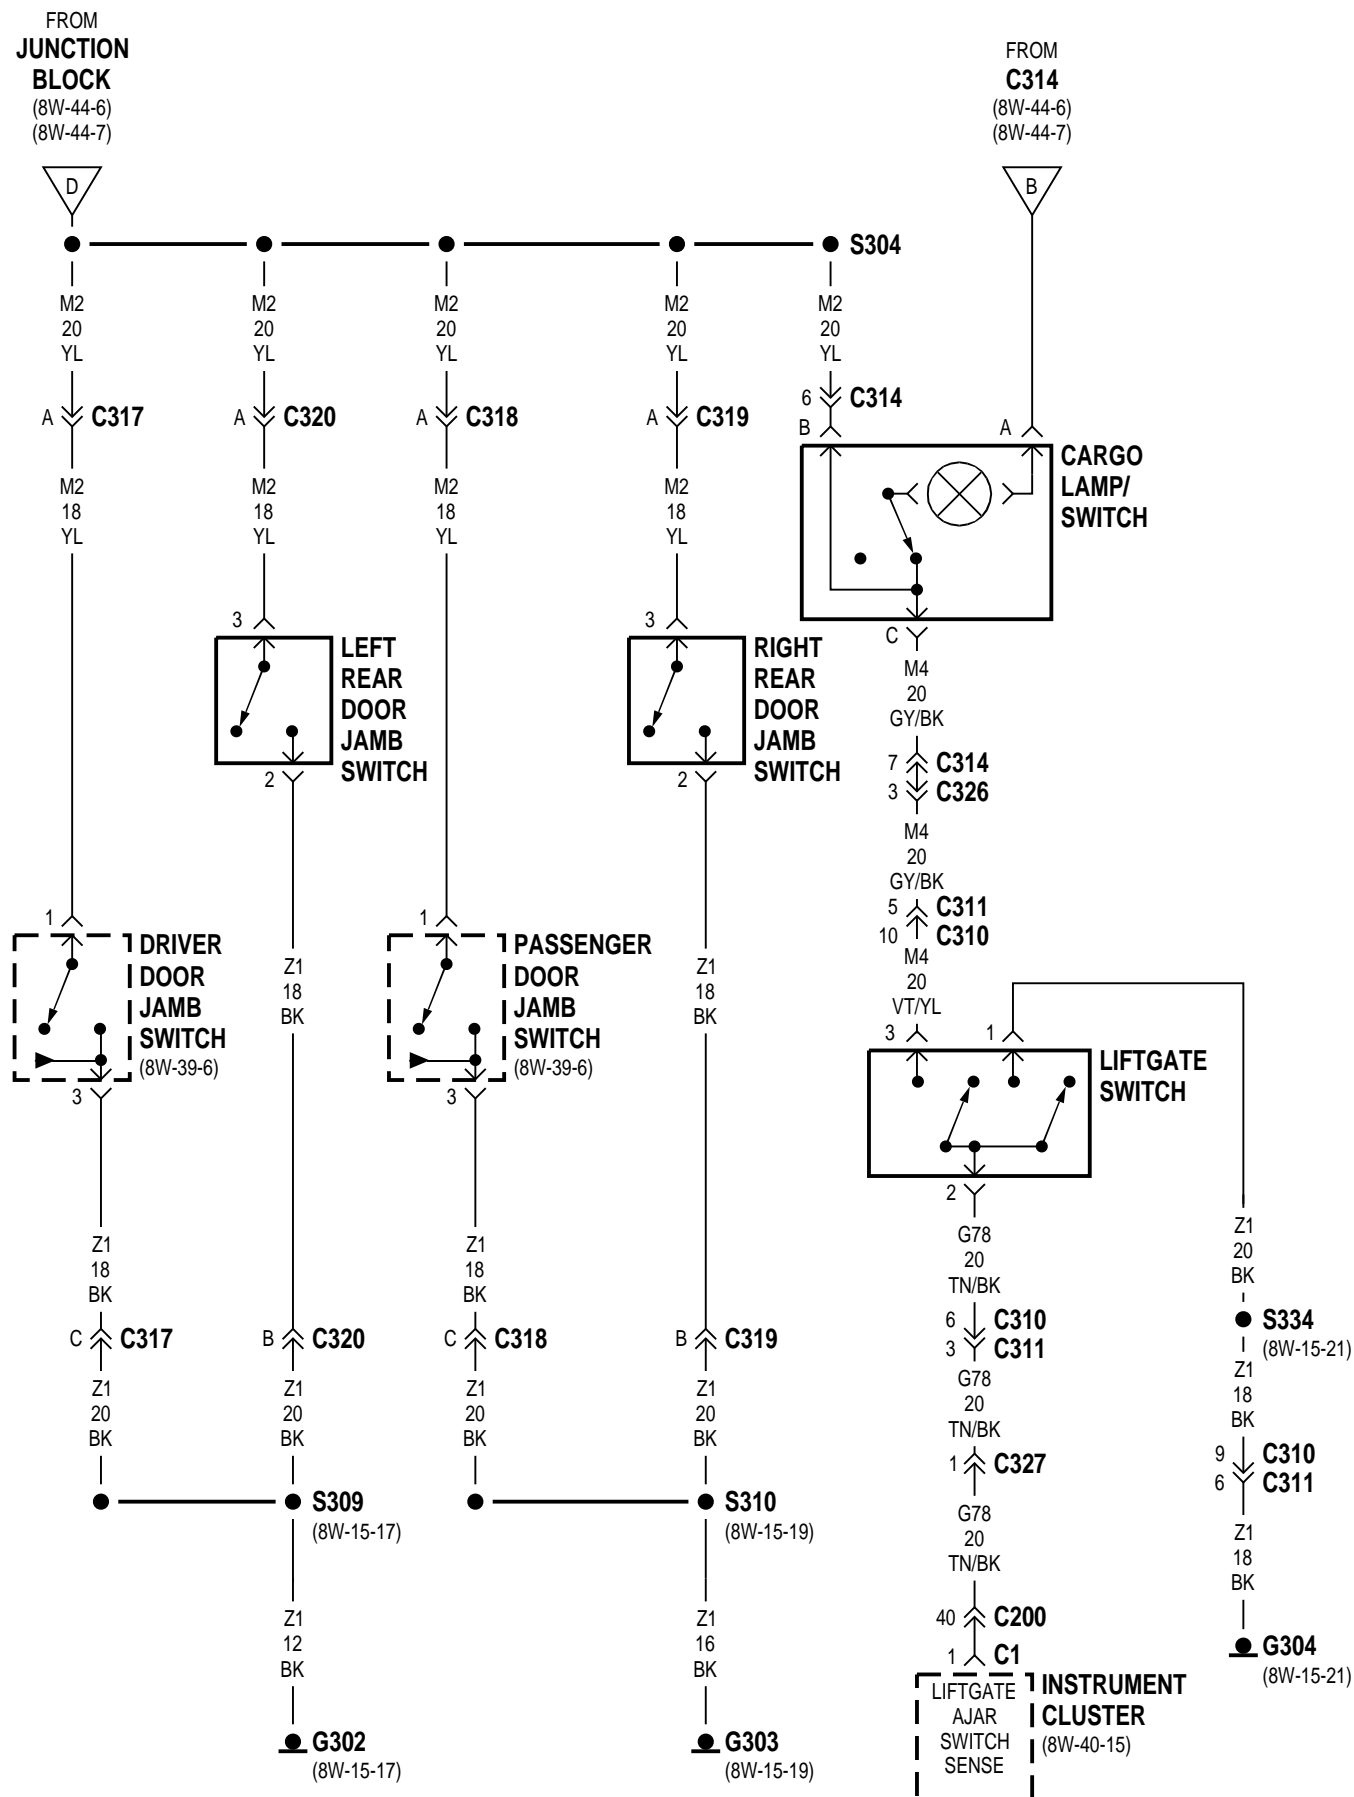 FROM
JUNCTION
BLOCK
(8W-44-6)
(8W-44-7)
D
FROM
C314
(8W-44-6)
(8W-44-7)
B
S304
M2
20
YL
M2
20
YL
M2
20
YL
M2
20
YL
M2
20
YL
A C317
A C320
A C318
A C319
6 C314
B
A
CARGO
LAMP/
SWITCH
M2
18
YL
M2
18
YL
M2
18
YL
M2
18
YL
3
LEFT
REAR
DOOR
JAMB
SWITCH
2
3
RIGHT
REAR
DOOR
JAMB
SWITCH
2
C
M4
20
GY/BK
7 C314
3 C326
M4
20
GY/BK
5 C311
10 C310
M4
20
VT/YL
1
DRIVER
DOOR
JAMB
SWITCH
(8W-39-6)
3
Z1
18
BK
1
PASSENGER
DOOR
JAMB
SWITCH
(8W-39-6)
3
Z1
18
BK
3
1
LIFTGATE
SWITCH
2
G78
20
TN/BK
Z1
20
BK
Z1
18
BK
Z1
18
BK
6 C310
3 C311
S334
(8W-15-21)
C C317
B C320
C C318
B C319
Z1
20
BK
Z1
20
BK
Z1
20
BK
Z1
20
BK
G78
20
TN/BK
Z1
18
BK
1 C327
9 C310
6 C311
S309
(8W-15-17)
S310
(8W-15-19)
G78
20
TN/BK
Z1
18
BK
Z1
12
BK
Z1
16
BK
40 C200
1 C1
G304
(8W-15-21)
LIFTGATE
AJAR
SWITCH
SENSE
INSTRUMENT
CLUSTER
(8W-40-15)
G302
(8W-15-17)
G303
(8W-15-19)